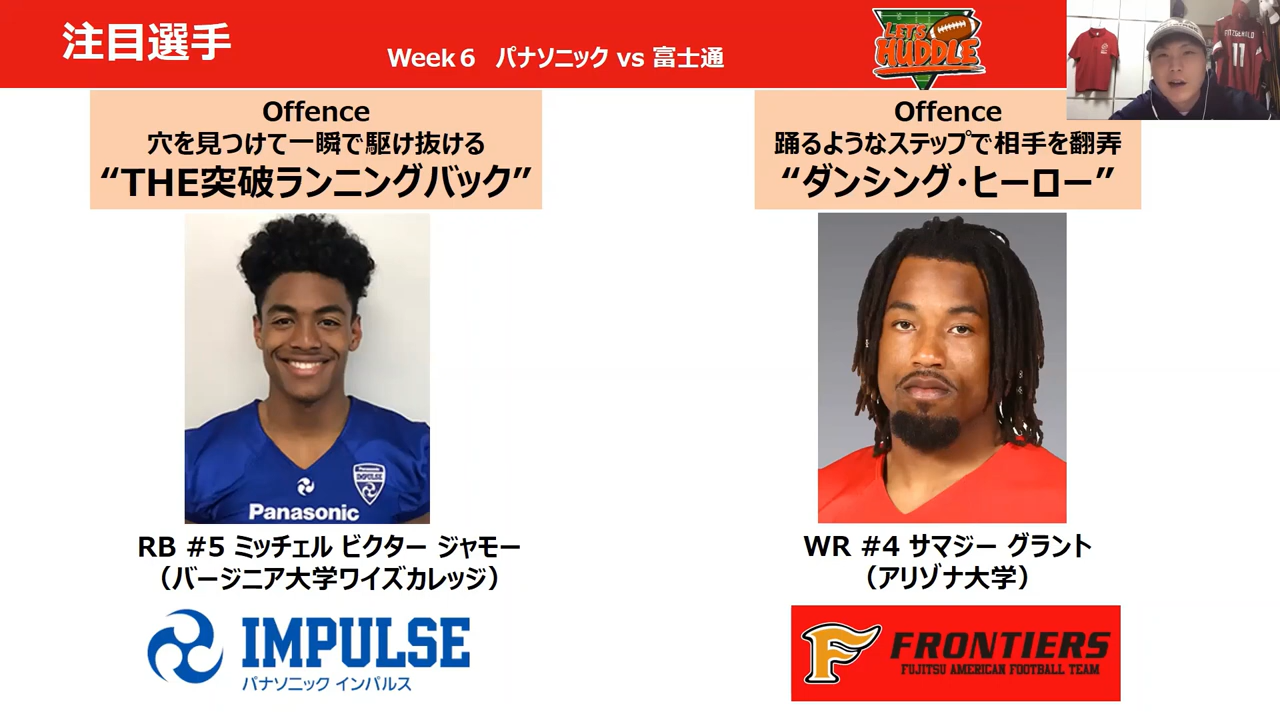 注目選手
Week６ パナソニック vs 富士通
LET'S
HUDDLE
FITZGERALD
11
Offence
穴を見つけて一瞬で駆け抜ける
“THE突破ランニングバック”
Offence
踊るようなステップで相手を翻弄
“ダンシング・ヒーロー”
Panasonic
IMPULSE
Panasonic
RB #5 ミッチェル ビクター ジャモー
（バージニア大学ワイズカレッジ）
WR #4 サマジー グラント
（アリゾナ大学）
IMPULSE
パナソニック インパルス
F
FRONTIERS
FUJITSU AMERICAN FOOTBALL TEAM